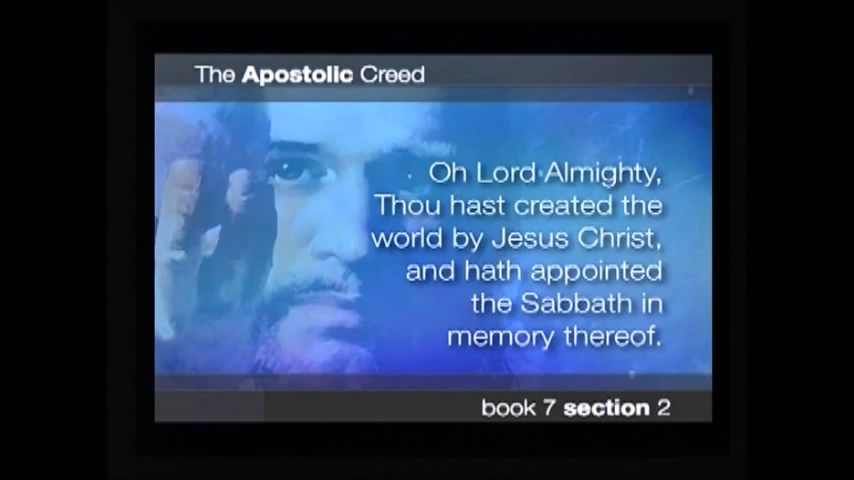 The Apostolic Creed
Oh Lord Almighty,
Thou hast created the
world by Jesus Christ,
and hath appointed
the Sabbath in
memory thereof.
book 7 section 2